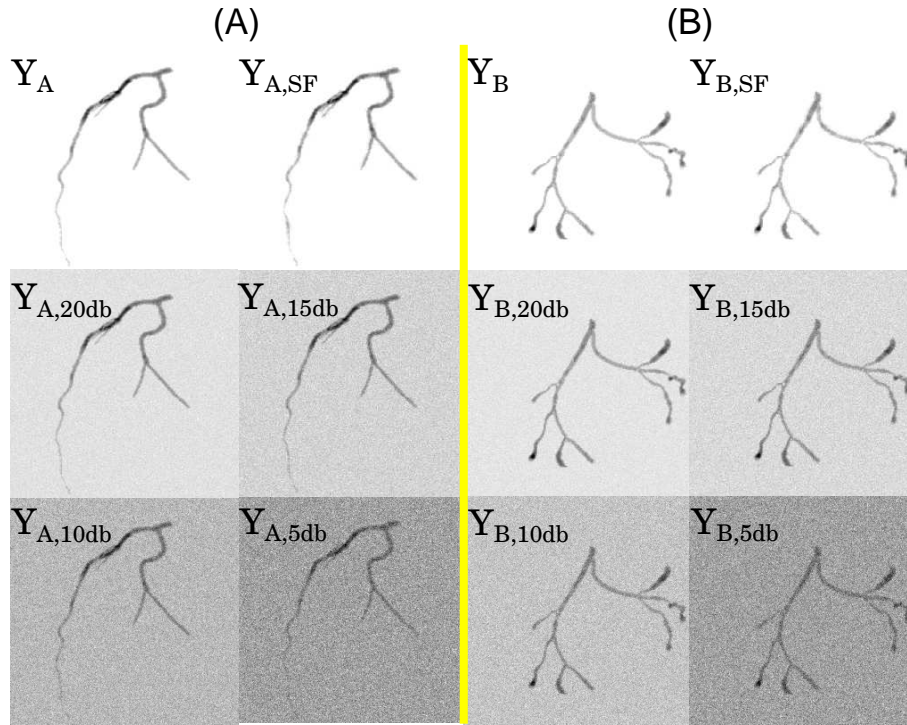 (A) (B)
Y_A Y_A,SF Y_B Y_B,SF
Y_A,20db Y_A,15db Y_B,20db Y_B,15db
Y_A,10db Y_A,5db Y_B,10db Y_B,5db